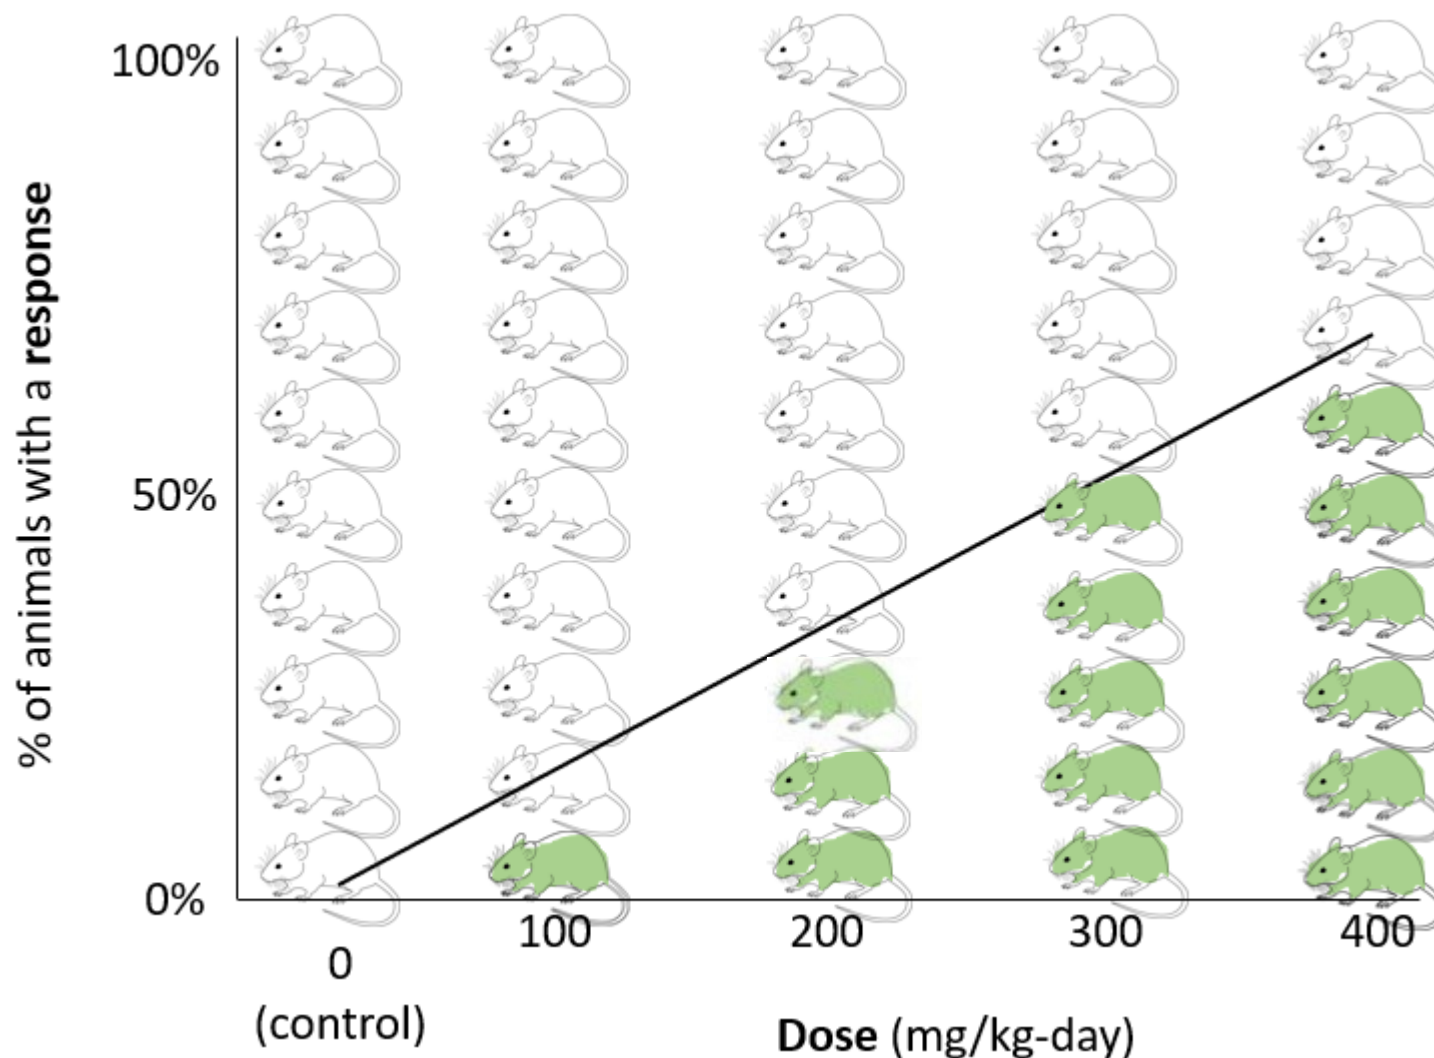 100%
50%
0%
% of animals with a response
0
100
200
300
400
(control)
Dose (mg/kg-day)